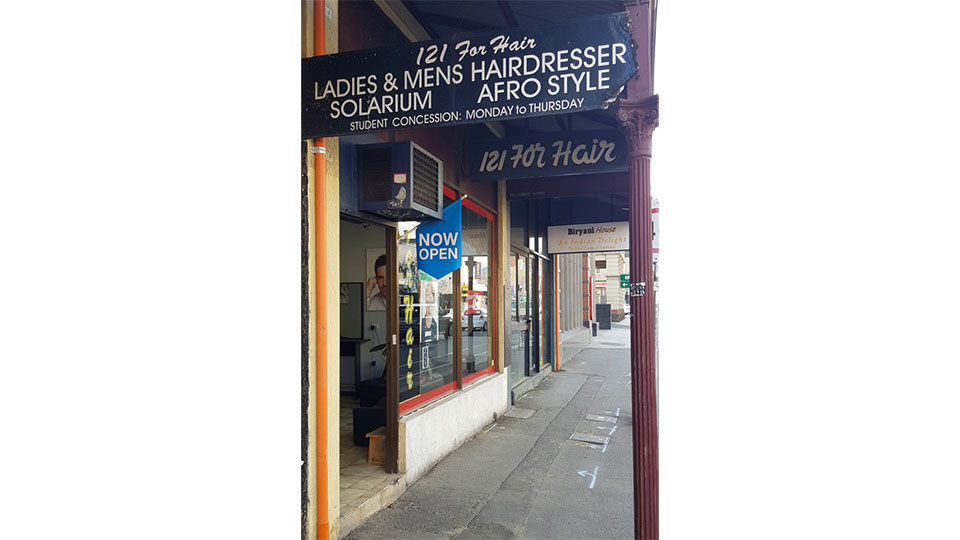 121 For Hair
LADIES & MENS HAIRDRESSER
SOLARIUM AFRO STYLE
STUDENT CONCESSION: MONDAY to THURSDAY
121 For Hair
Biryani House
An Indian Delight
NOW
OPEN
Hair